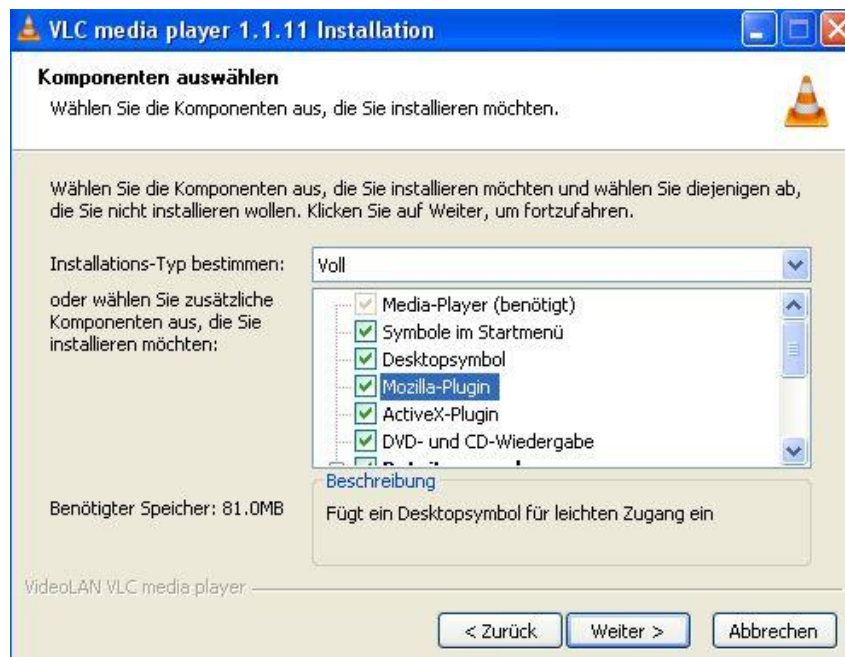 VLC media player 1.1.11 Installation
Komponenten auswählen
Wählen Sie die Komponenten aus, die Sie installieren möchten.
Wählen Sie die Komponenten aus, die Sie installieren möchten und wählen Sie diejenigen ab,
die Sie nicht installieren wollen. Klicken Sie auf Weiter, um fortzufahren.
Installations-Typ bestimmen:
Voll
oder wählen Sie zusätzliche
Komponenten aus, die Sie
installieren möchten:
Media-Player (benötigt)
Symbole im Startmenü
Desktopsymbol
Mozilla-Plugin
ActiveX-Plugin
DVD- und CD-Wiedergabe
Benötigter Speicher: 81.0MB
Beschreibung
Fügt ein Desktopsymbol für leichten Zugang ein
VideoLAN VLC media player
< Zurück
Weiter >
Abbrechen